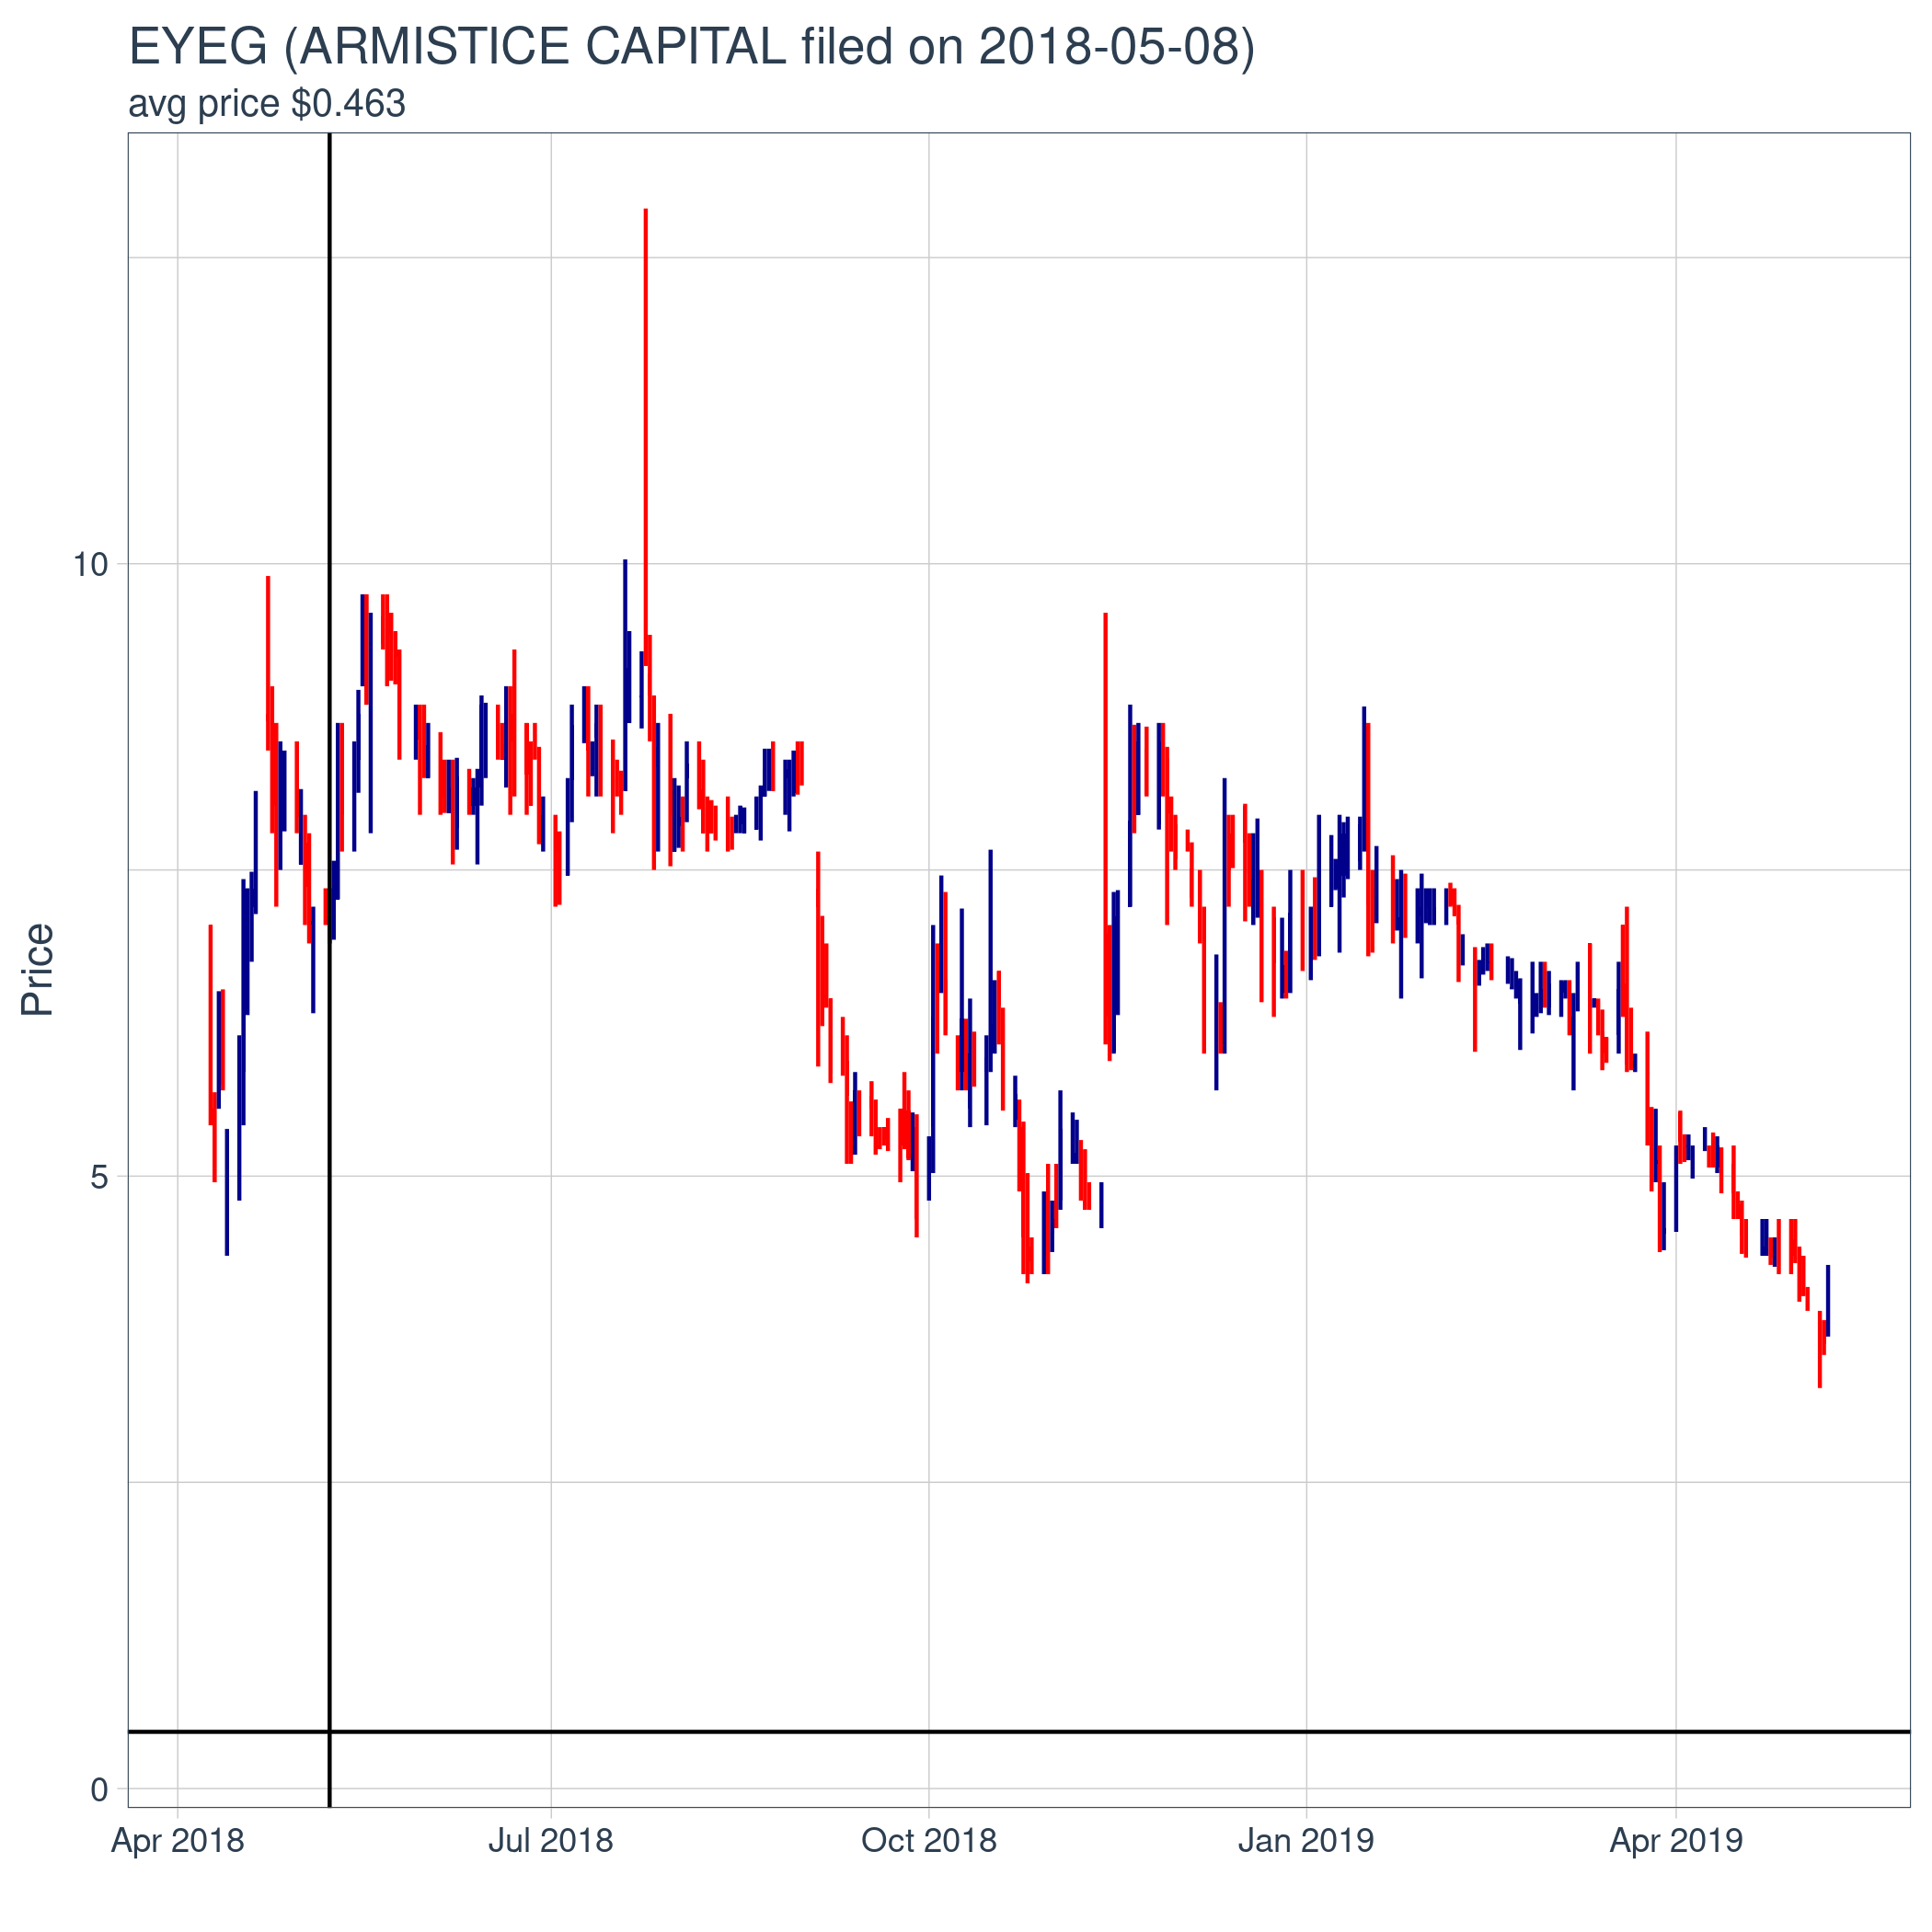 EYEG (ARMISTICE CAPITAL filed on 2018-05-08)
avg price $0.463
Price
10
5
0
Apr 2018
Jul 2018
Oct 2018
Jan 2019
Apr 2019